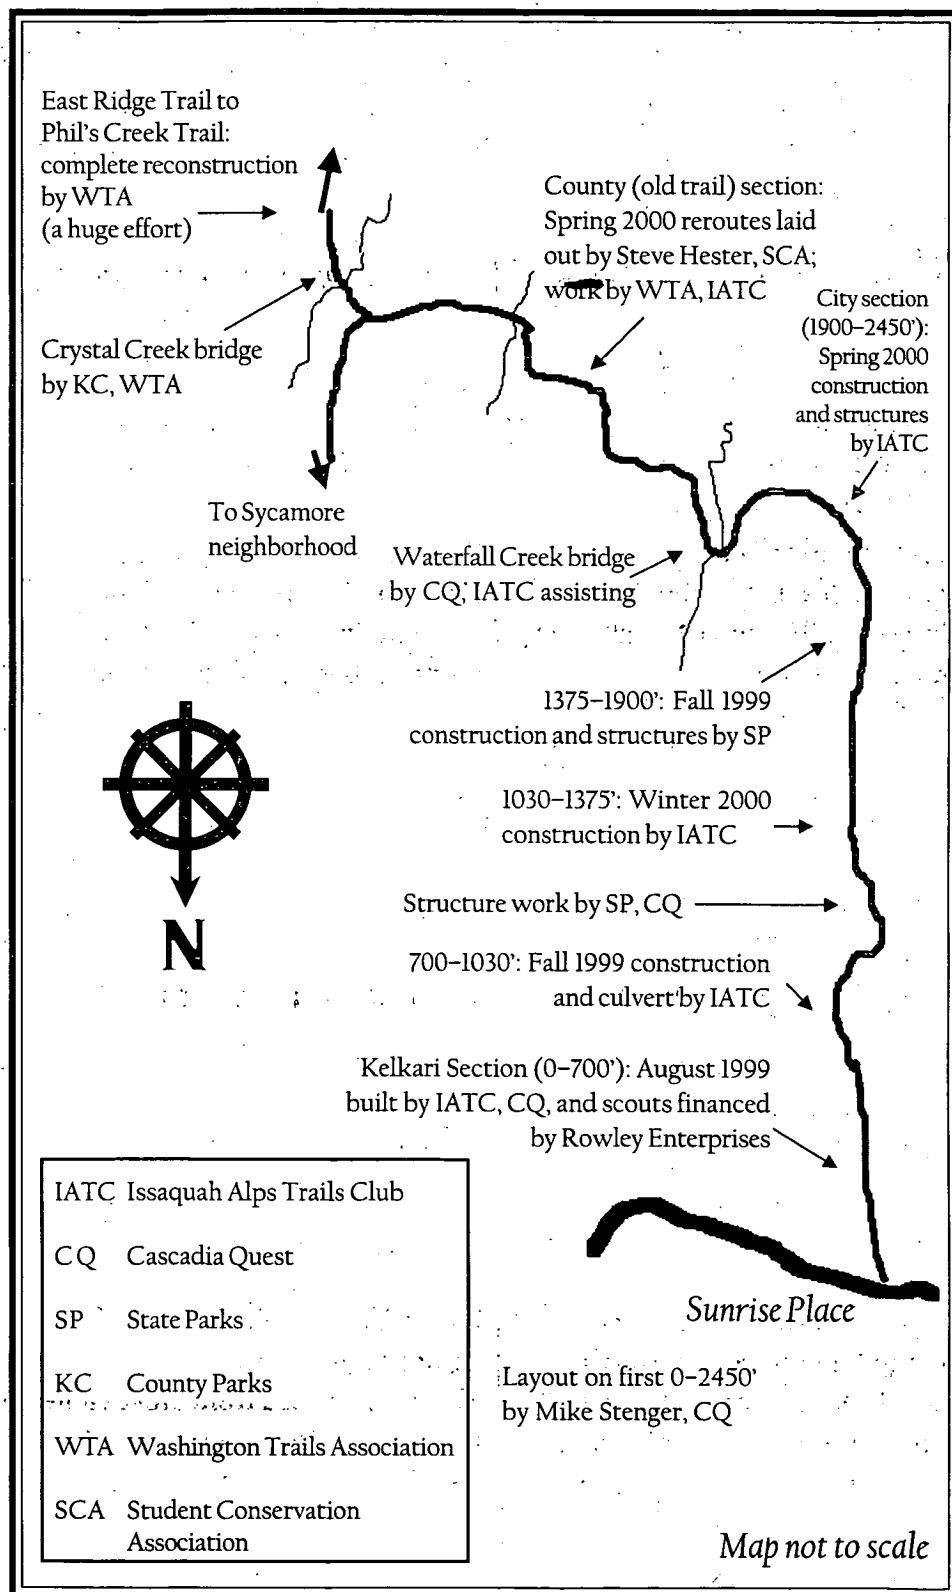 East Ridge Trail to
Phil's Creek Trail:
complete reconstruction
by WTA
(a huge effort)
County (old trail) section:
Spring 2000 reroutes laid
out by Steve Hester, SCA;
work by WTA, IATC
City section
(1900–2450'):
Spring 2000
construction
and structures
by IATC
Crystal Creek bridge
by KC, WTA
To Sycamore
neighborhood
Waterfall Creek bridge
by CQ, IATC assisting
1375–1900': Fall 1999
construction and structures by SP
1030–1375': Winter 2000
construction by IATC
Structure work by SP, CQ
N
700–1030': Fall 1999 construction
and culvert by IATC
Kelkari Section (0–700'): August 1999
built by IATC, CQ, and scouts financed
by Rowley Enterprises
IATC Issaquah Alps Trails Club
CQ Cascadia Quest
SP State Parks
KC County Parks
WTA Washington Trails Association
SCA Student Conservation
Association
Sunrise Place
Layout on first 0–2450'
by Mike Stenger, CQ
Map not to scale